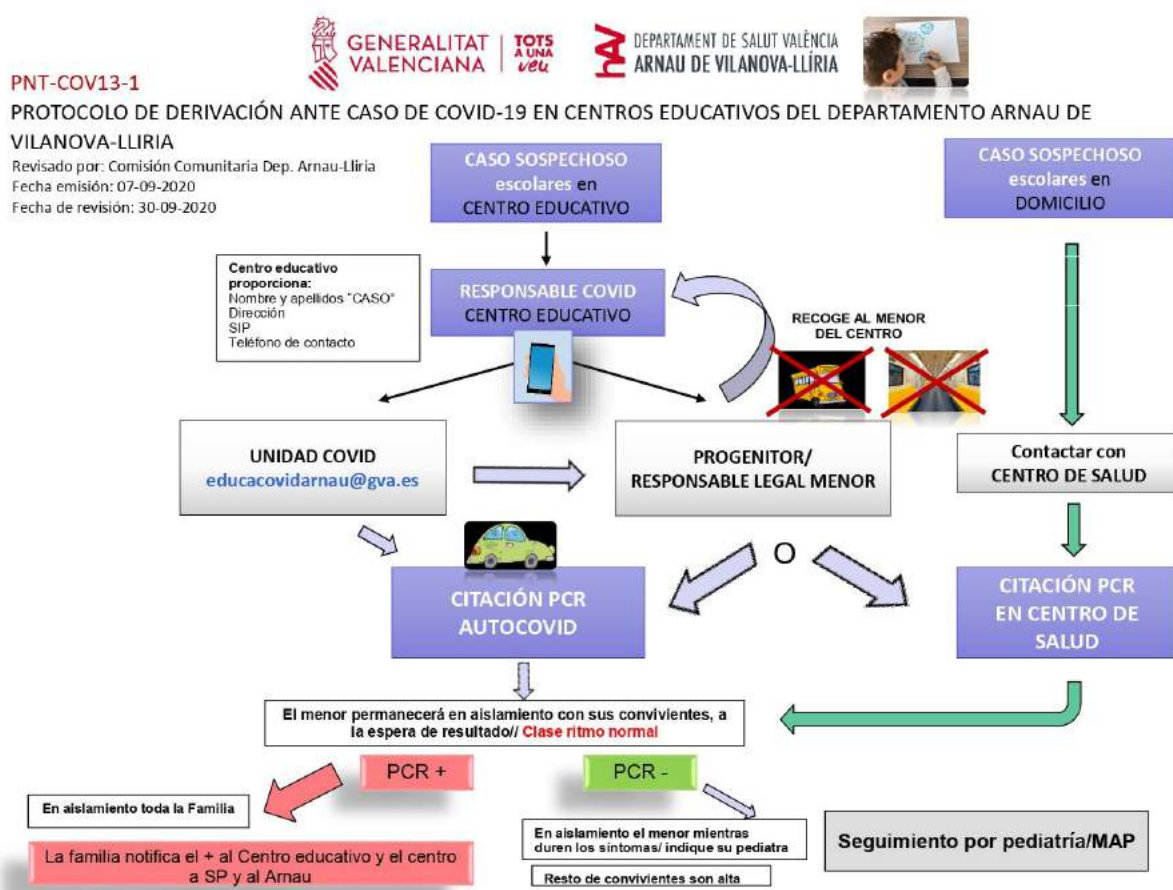 GENERALITAT
VALENCIANA
TOTS
A UNA
veu
hAV
DEPARTAMENT DE SALUT VALÈNCIA
ARNAU DE VILANOVA-LLÍRIA
PNT-COV13-1
PROTOCOLO DE DERIVACIÓN ANTE CASO DE COVID-19 EN CENTROS EDUCATIVOS DEL DEPARTAMENTO ARNAU DE
VILANOVA-LLIRIA
Revisado por: Comisión Comunitaria Dep. Arnau-Lliria
Fecha emisión: 07-09-2020
Fecha de revisión: 30-09-2020
CASO SOSPECHOSO
escolares en
CENTRO EDUCATIVO
CASO SOSPECHOSO
escolares en
DOMICILIO
Centro educativo
proporciona:
Nombre y apellidos "CASO"
Dirección
SIP
Teléfono de contacto
RESPONSABLE COVID
CENTRO EDUCATIVO
RECOGE AL MENOR
DEL CENTRO
UNIDAD COVID
educacovidarnau@gva.es
PROGENITOR/
RESPONSABLE LEGAL MENOR
Contactar con
CENTRO DE SALUD
O
CITACIÓN PCR
AUTOCOVID
CITACIÓN PCR
EN CENTRO DE
SALUD
El menor permanecerá en aislamiento con sus convivientes, a
la espera de resultado// Clase ritmo normal
PCR +
PCR -
En aislamiento toda la Familia
La familia notifica el + al Centro educativo y el centro
a SP y al Arnau
En aislamiento el menor mientras
duren los síntomas/ indique su pediatra
Resto de convivientes son alta
Seguimiento por pediatría/MAP